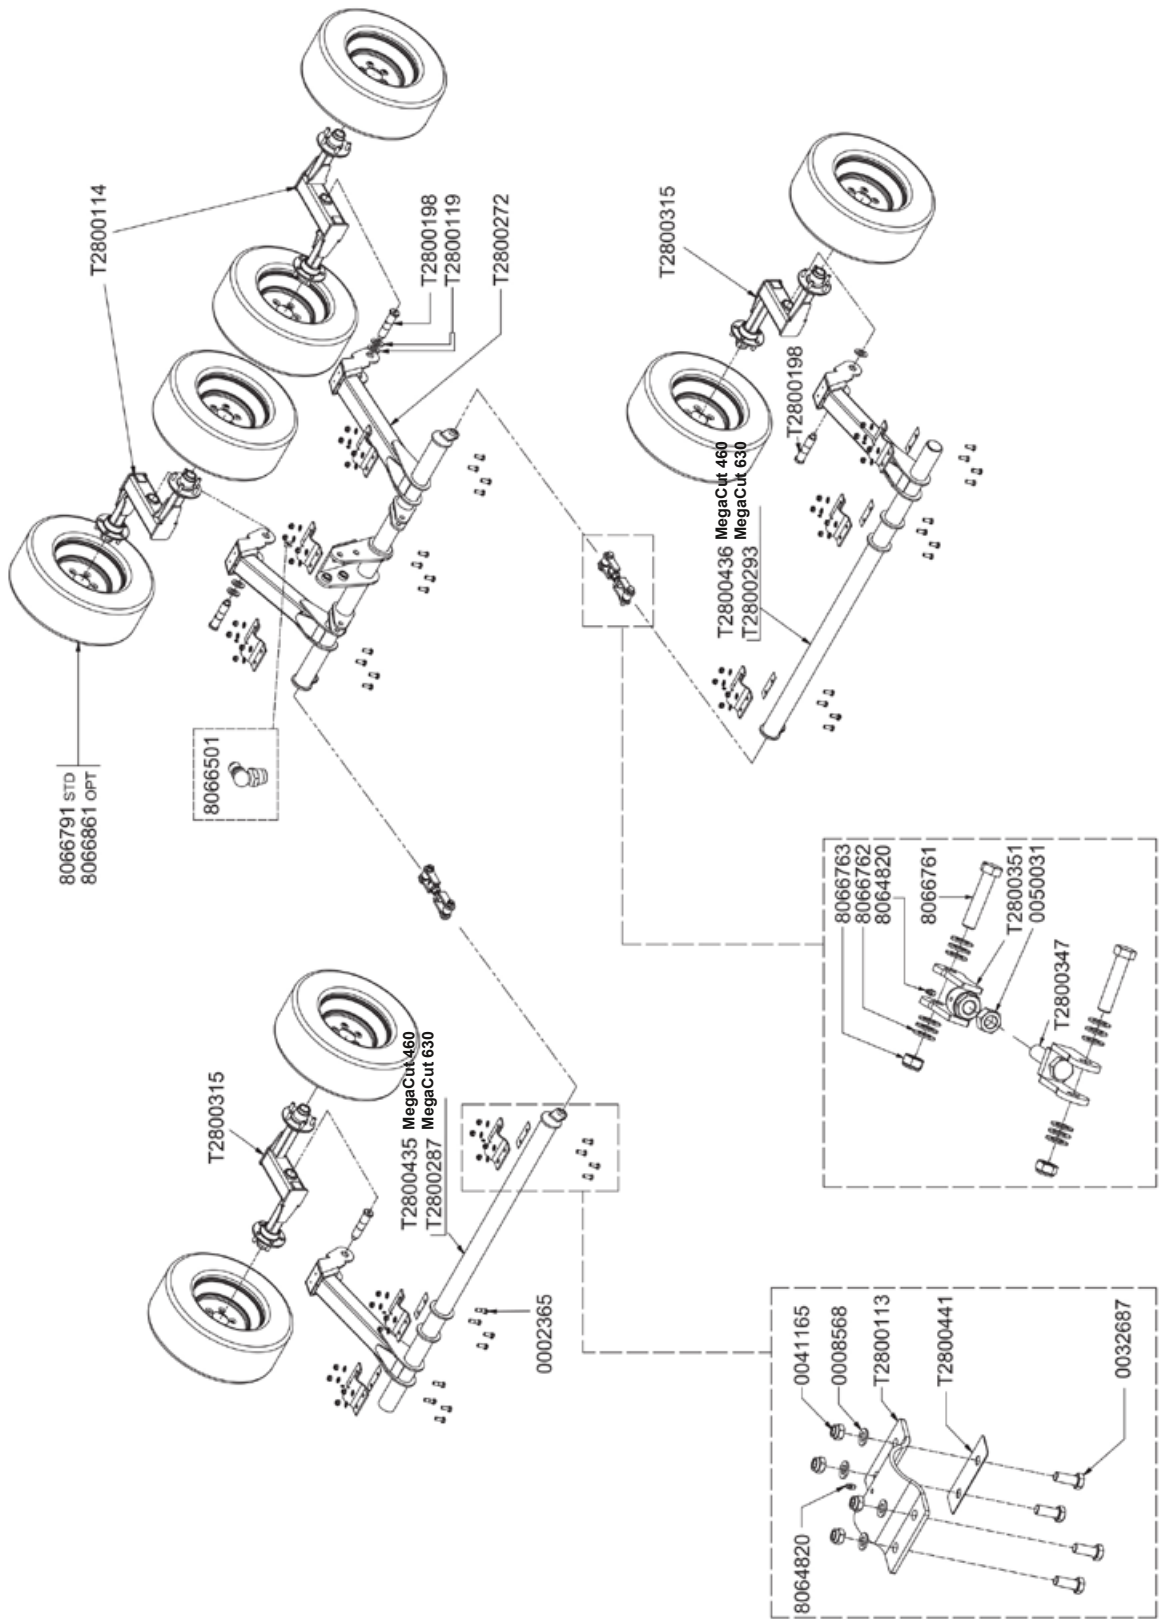 T2800114
T2800198
T2800119
T2800272
8066791 STD
8066861 OPT
8066501
T2800315
T2800198
T2800436 MegaCut 460
T2800293 MegaCut 630
T2800315
T2800435 MegaCut 460
T2800287 MegaCut 630
0002365
8066763
8066762
8064820
8066761
T2800351
0050031
T2800347
0041165
0008568
T2800113
T2800441
0032687
8064820